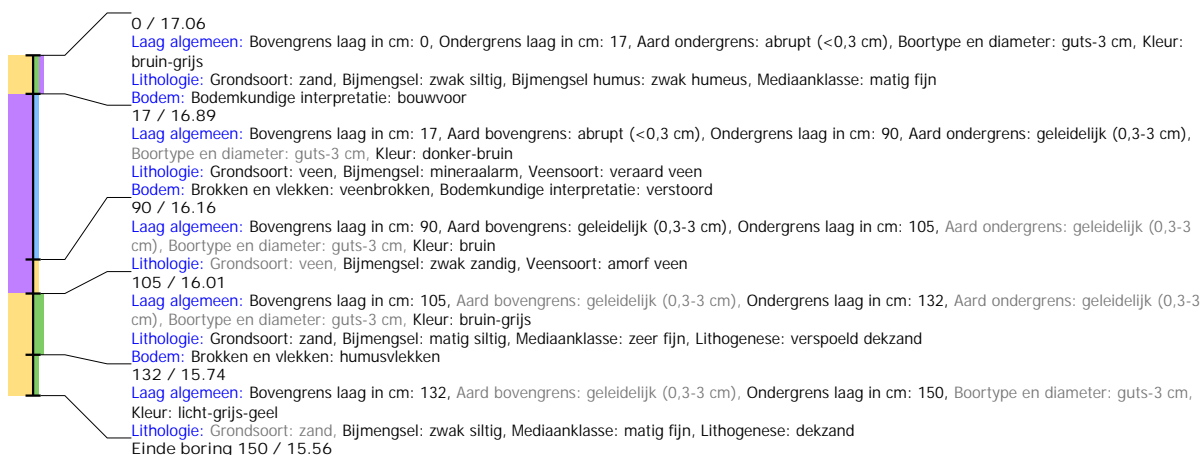 0 / 17.06
Laag algemeen: Bovengrens laag in cm: 0, Ondergrens laag in cm: 17, Aard ondergrens: abrupt (<0,3 cm), Boortype en diameter: guts-3 cm, Kleur:
bruin-grijs
Lithologie: Grondsoort: zand, Bijmengsel: zwak siltig, Bijmengsel humus: zwak humeus, Mediaanklasse: matig fijn
Bodem: Bodemkundige interpretatie: bouwvoor
17 / 16.89
Laag algemeen: Bovengrens laag in cm: 17, Aard bovengrens: abrupt (<0,3 cm), Ondergrens laag in cm: 90, Aard ondergrens: geleidelijk (0,3-3 cm),
Boortype en diameter: guts-3 cm, Kleur: donker-bruin
Lithologie: Grondsoort: veen, Bijmengsel: mineraalarm, Veensoort: veraard veen
Bodem: Brokken en vlekken: veenbrokken, Bodemkundige interpretatie: verstoord
90 / 16.16
Laag algemeen: Bovengrens laag in cm: 90, Aard bovengrens: geleidelijk (0,3-3 cm), Ondergrens laag in cm: 105, Aard ondergrens: geleidelijk (0,3-3
cm), Boortype en diameter: guts-3 cm, Kleur: bruin
Lithologie: Grondsoort: veen, Bijmengsel: zwak zandig, Veensoort: amorf veen
105 / 16.01
Laag algemeen: Bovengrens laag in cm: 105, Aard bovengrens: geleidelijk (0,3-3 cm), Ondergrens laag in cm: 132, Aard ondergrens: geleidelijk (0,3-3
cm), Boortype en diameter: guts-3 cm, Kleur: bruin-grijs
Lithologie: Grondsoort: zand, Bijmengsel: matig siltig, Mediaanklasse: zeer fijn, Lithogenese: verspoeld dekzand
Bodem: Brokken en vlekken: humusvlekken
132 / 15.74
Laag algemeen: Bovengrens laag in cm: 132, Aard bovengrens: geleidelijk (0,3-3 cm), Ondergrens laag in cm: 150, Boortype en diameter: guts-3 cm,
Kleur: licht-grijs-geel
Lithologie: Grondsoort: zand, Bijmengsel: zwak siltig, Mediaanklasse: matig fijn, Lithogenese: dekzand
Einde boring 150 / 15.56